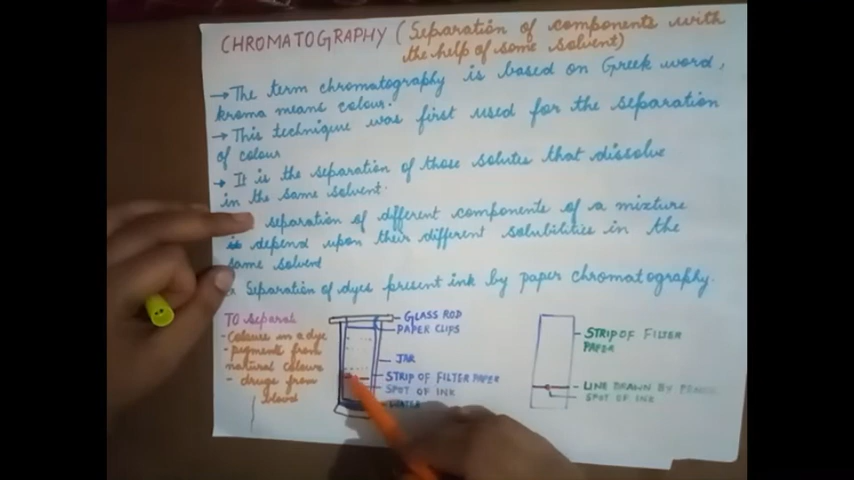 CHROMATOGRAPHY (Separation of components with
the help of some solvent)
→ The term chromatography is based on Greek word,
kroma means colour.
→ This technique was first used for the separation
of colour
→ It is the separation of those solutes that dissolve
in the same solvent.
separation of different components of a mixture
is depend upon their different solubilities in the
same solvent
Separation of dyes present ink by paper chromatography.
TO separate
- colours in a dye
- pigments from
natural colours
- drugs from
blood
GLASS ROD
PAPER CLIPS
JAR
STRIP OF FILTER PAPER
SPOT OF INK
WATER
STRIP OF FILTER
PAPER
LINE DRAWN BY PENCIL
SPOT OF INK